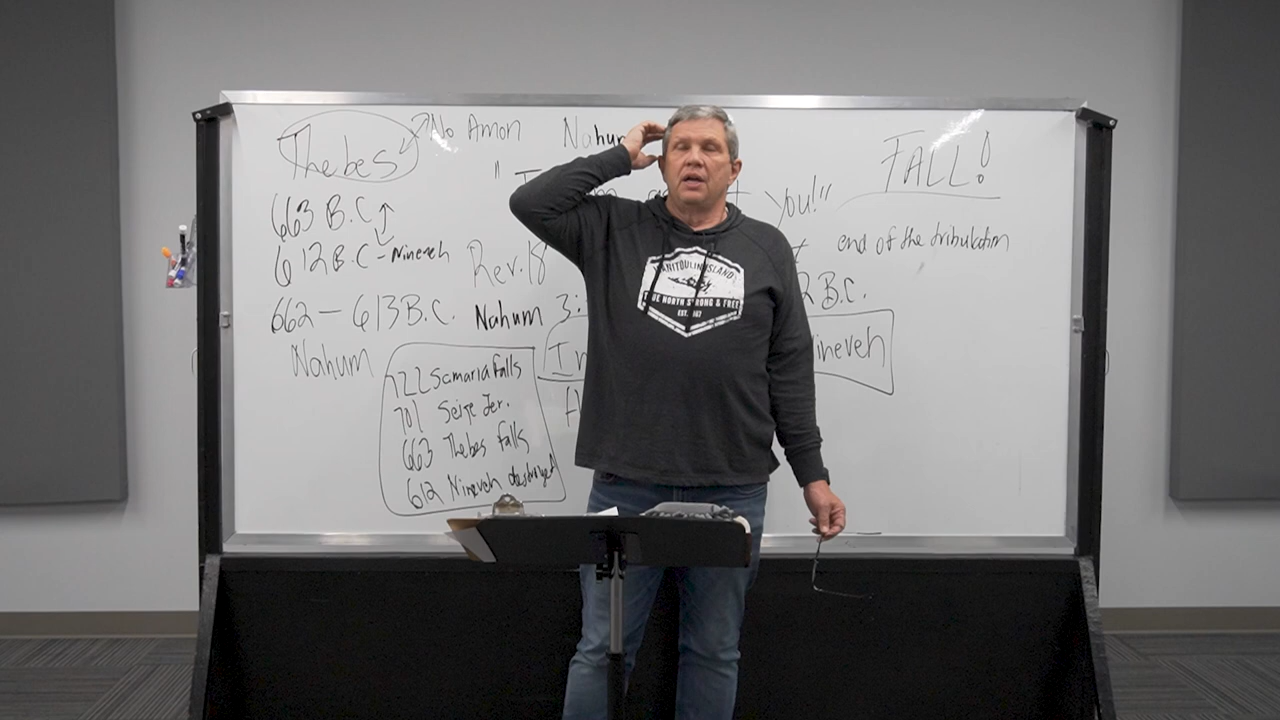 Thebes
No Amon
663 B.C
612 B.C - Nineveh
662 - 613 B.C.
Nahum
722 Samaria Falls
701 Seige Jer.
663 Thebes falls
612 Nineveh destroyed
Rev. 18
Nahum 3:
you!"
FALL!
end of the tribulation
2 B.C.
Nineveh
MANITOULIN ISLAND
TRUE NORTH STRONG & FREE
EST.